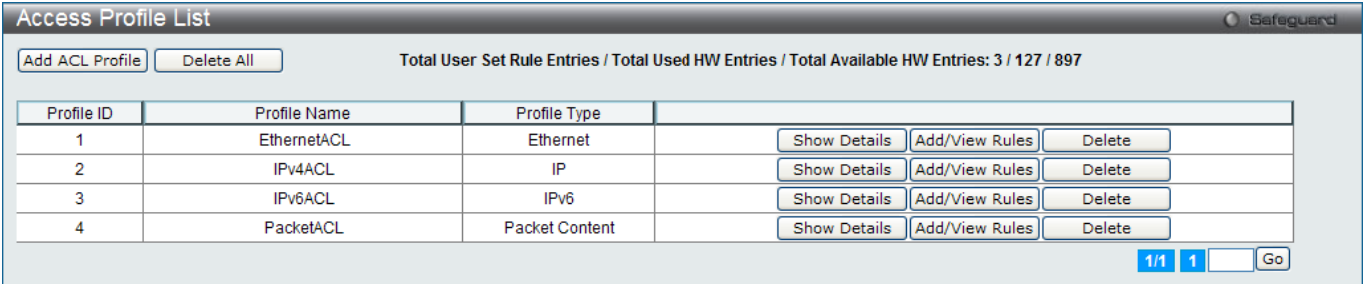 Access Profile List Safeguard
Add ACL Profile Delete All Total User Set Rule Entries / Total Used HW Entries / Total Available HW Entries: 3 / 127 / 897
Profile ID Profile Name Profile Type
1 EthernetACL Ethernet Show Details Add/View Rules Delete
2 IPv4ACL IP Show Details Add/View Rules Delete
3 IPv6ACL IPv6 Show Details Add/View Rules Delete
4 PacketACL Packet Content Show Details Add/View Rules Delete
1/1 1 Go